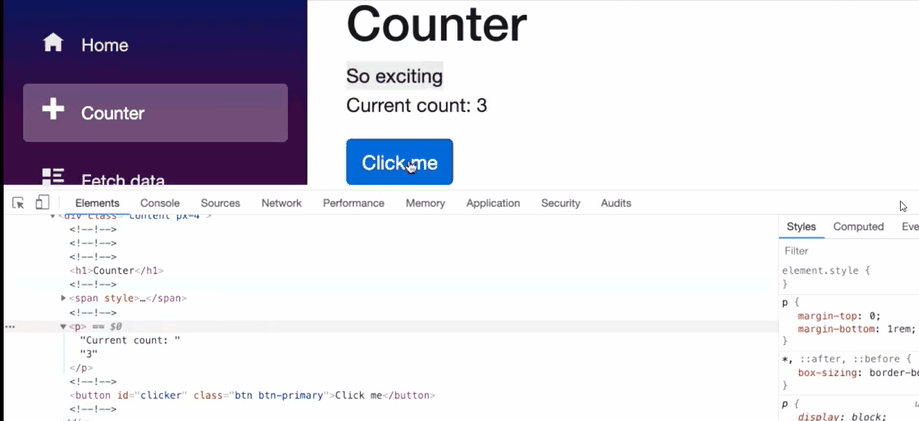 Home
Counter
Fetch data
Counter
So exciting
Current count: 3
Click me
Elements Console Sources Network Performance Memory Application Security Audits
<div class="content px-4">
<!--!-->
<!--!-->
<!--!-->
<h1>Counter</h1>
<!--!-->
<span style>…</span>
<!--!-->
… <p> == $0
"Current count: "
"3"
</p>
<!--!-->
<button id="clicker" class="btn btn-primary">Click me</button>
<!--!-->
Styles Computed Eve
Filter
element.style {
}
p {
margin-top: 0;
margin-bottom: 1rem;
}
*, ::after, ::before {
box-sizing: border-bo
}
p { u
display: block;